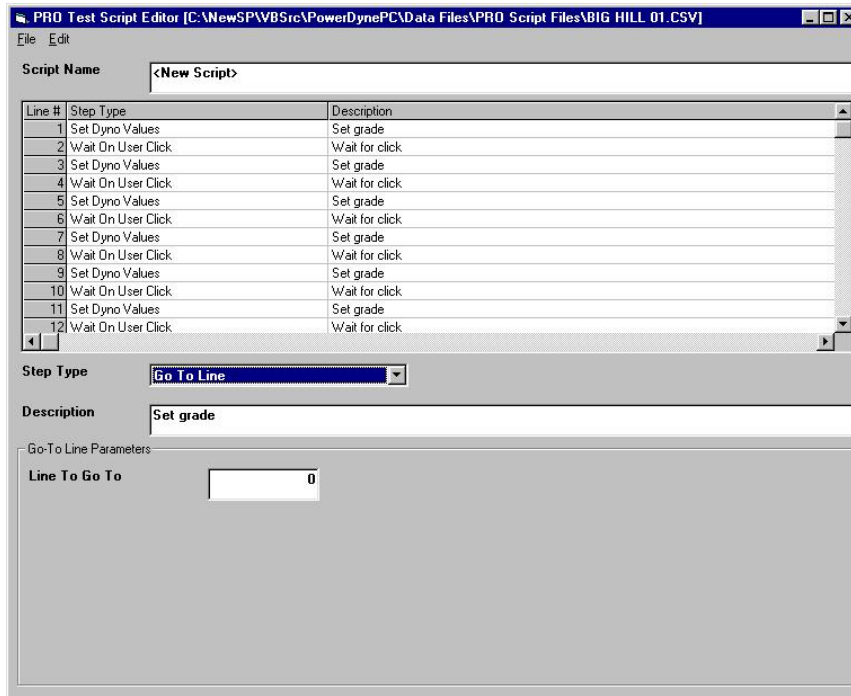 PRO Test Script Editor [C:\NewSP\VBSrc\PowerDynePC\Data Files\PRO Script Files\BIG HILL 01.CSV]
File Edit
Script Name <New Script>
Line # Step Type Description
1 Set Dyno Values Set grade
2 Wait On User Click Wait for click
3 Set Dyno Values Set grade
4 Wait On User Click Wait for click
5 Set Dyno Values Set grade
6 Wait On User Click Wait for click
7 Set Dyno Values Set grade
8 Wait On User Click Wait for click
9 Set Dyno Values Set grade
10 Wait On User Click Wait for click
11 Set Dyno Values Set grade
12 Wait On User Click Wait for click
Step Type Go To Line
Description Set grade
Go-To Line Parameters
Line To Go To 0